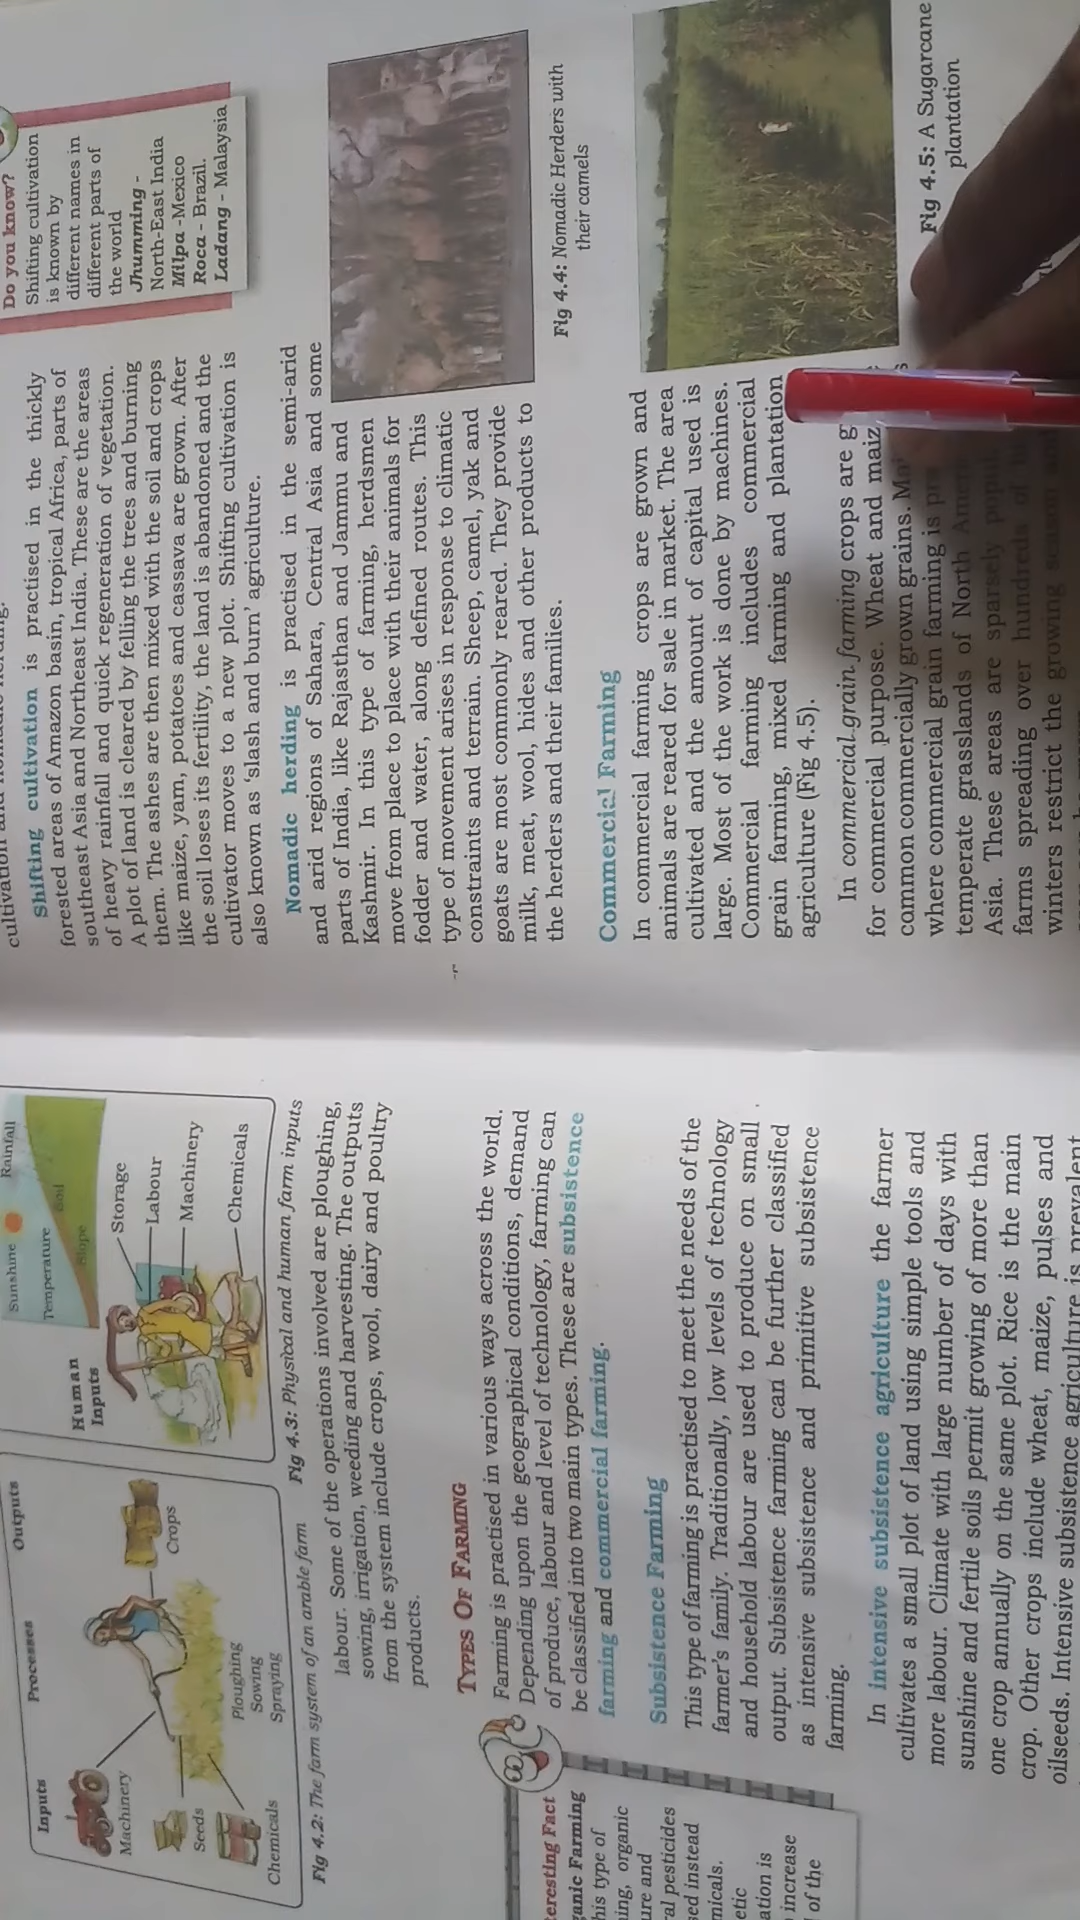 Inputs
Processes
Outputs
Machinery
Seeds
Chemicals
Ploughing
Sowing
Spraying
Crops
Fig 4.2: The farm system of an arable farm
Sunshine
Rainfall
Temperature
Soil
Slope
Human
Inputs
Storage
Labour
Machinery
Chemicals
Fig 4.3: Physical and human farm inputs
labour. Some of the operations involved are ploughing,
sowing, irrigation, weeding and harvesting. The outputs
from the system include crops, wool, dairy and poultry
products.
TYPES OF FARMING
Farming is practised in various ways across the world.
Depending upon the geographical conditions, demand
of produce, labour and level of technology, farming can
be classified into two main types. These are subsistence
farming and commercial farming.
Subsistence Farming
This type of farming is practised to meet the needs of the
farmer's family. Traditionally, low levels of technology
and household labour are used to produce on small
output. Subsistence farming can be further classified
as intensive subsistence and primitive subsistence
farming.
In intensive subsistence agriculture the farmer
cultivates a small plot of land using simple tools and
more labour. Climate with large number of days with
sunshine and fertile soils permit growing of more than
one crop annually on the same plot. Rice is the main
crop. Other crops include wheat, maize, pulses and
oilseeds. Intensive subsistence agriculture is prevalent
Fact
Farming
type of
organic
and
pesticides
instead
is
increase
of the
Shifting cultivation is practised in the thickly
forested areas of Amazon basin, tropical Africa, parts of
southeast Asia and Northeast India. These are the areas
of heavy rainfall and quick regeneration of vegetation.
A plot of land is cleared by felling the trees and burning
them. The ashes are then mixed with the soil and crops
like maize, yam, potatoes and cassava are grown. After
the soil loses its fertility, the land is abandoned and the
cultivator moves to a new plot. Shifting cultivation is
also known as 'slash and burn' agriculture.
Nomadic herding is practised in the semi-arid
and arid regions of Sahara, Central Asia and some
parts of India, like Rajasthan and Jammu and
Kashmir. In this type of farming, herdsmen
move from place to place with their animals for
fodder and water, along defined routes. This
type of movement arises in response to climatic
constraints and terrain. Sheep, camel, yak and
goats are most commonly reared. They provide
milk, meat, wool, hides and other products to
the herders and their families.
Commercial Farming
In commercial farming crops are grown and
animals are reared for sale in market. The area
cultivated and the amount of capital used is
large. Most of the work is done by machines.
Commercial farming includes commercial
grain farming, mixed farming and plantation
agriculture (Fig 4.5).
In commercial grain farming crops are
for commercial purpose. Wheat and
common commercially grown grains.
where commercial grain farming is
temperate grasslands of North
Asia. These areas are sparsely
farms spreading over hundreds of
winters restrict the growing season
Do you know?
Shifting cultivation
is known by
different names in
different parts of
the world
Jhumming -
North-East India
Milpa -Mexico
Roca - Brazil.
Ladang - Malaysia
Fig 4.4: Nomadic Herders with
their camels
Fig 4.5: A Sugarcane
plantation